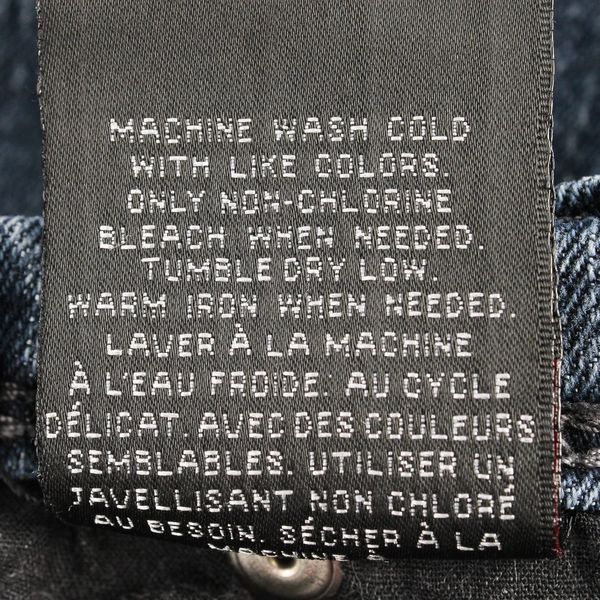 MACHINE WASH COLD
WITH LIKE COLORS.
ONLY NON-CHLORINE
BLEACH WHEN NEEDED.
TUMBLE DRY LOW.
WARM IRON WHEN NEEDED.
LAVER À LA MACHINE
À L'EAU FROIDE. AU CYCLE
DÉLICAT. AVEC DES COULEURS
SEMBLABLES. UTILISER UN
JAVELLISANT NON CHLORÉ
AU BESOIN. SÉCHER À LA
MACHINE À